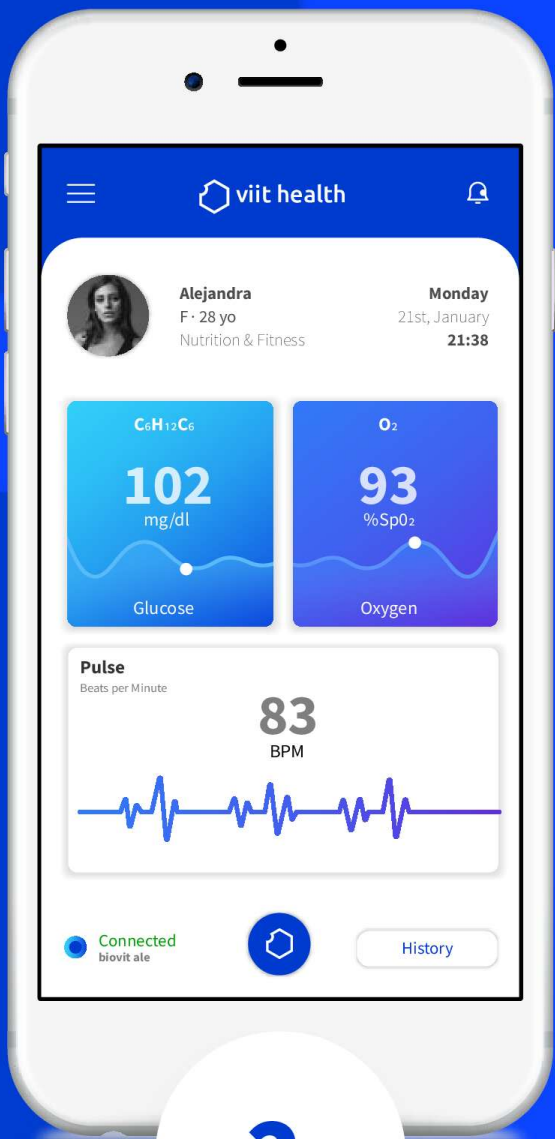 viit health
Alejandra
F · 28 yo
Nutrition & Fitness
Monday
21st, January
21:38
C₆H₁₂C₆
102
mg/dl
Glucose
O₂
93
%Sp0₂
Oxygen
Pulse
Beats per Minute
83
BPM
Connected
biovit ale
History